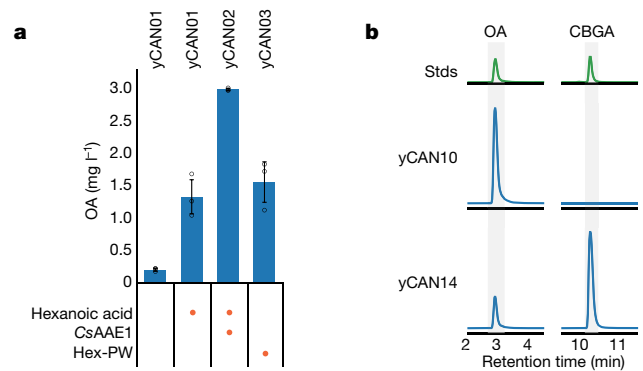 a
yCAN01 yCAN01 yCAN02 yCAN03
OA (mg l⁻¹)
3.0
2.5
2.0
1.5
1.0
0.5
0
Hexanoic acid
CsAAE1
Hex-PW
b
OA CBGA
Stds
yCAN10
yCAN14
2 3 4 10 11
Retention time (min)